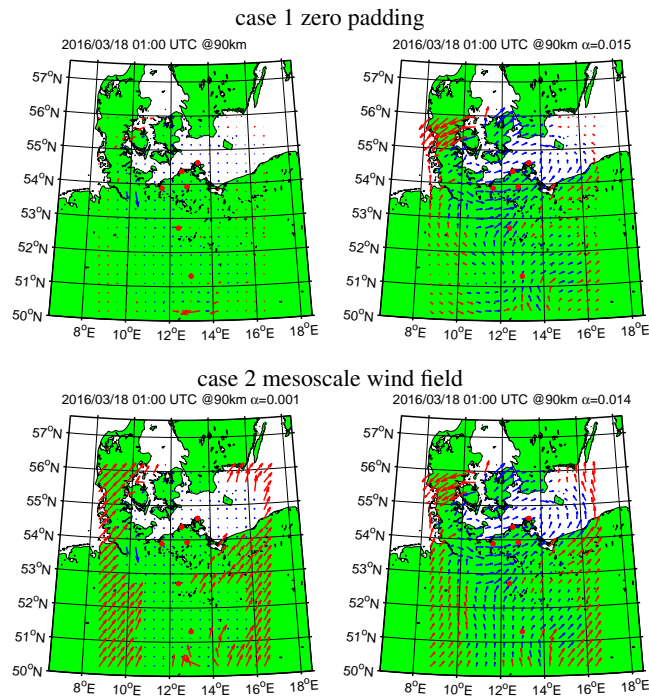 case 1 zero padding
2016/03/18 01:00 UTC @90km
2016/03/18 01:00 UTC @90km α=0.015
57°N
56°N
55°N
54°N
53°N
52°N
51°N
50°N
8°E 10°E 12°E 14°E 16°E 18°E
57°N
56°N
55°N
54°N
53°N
52°N
51°N
50°N
8°E 10°E 12°E 14°E 16°E 18°E
case 2 mesoscale wind field
2016/03/18 01:00 UTC @90km α=0.001
2016/03/18 01:00 UTC @90km α=0.014
57°N
56°N
55°N
54°N
53°N
52°N
51°N
50°N
8°E 10°E 12°E 14°E 16°E 18°E
57°N
56°N
55°N
54°N
53°N
52°N
51°N
50°N
8°E 10°E 12°E 14°E 16°E 18°E